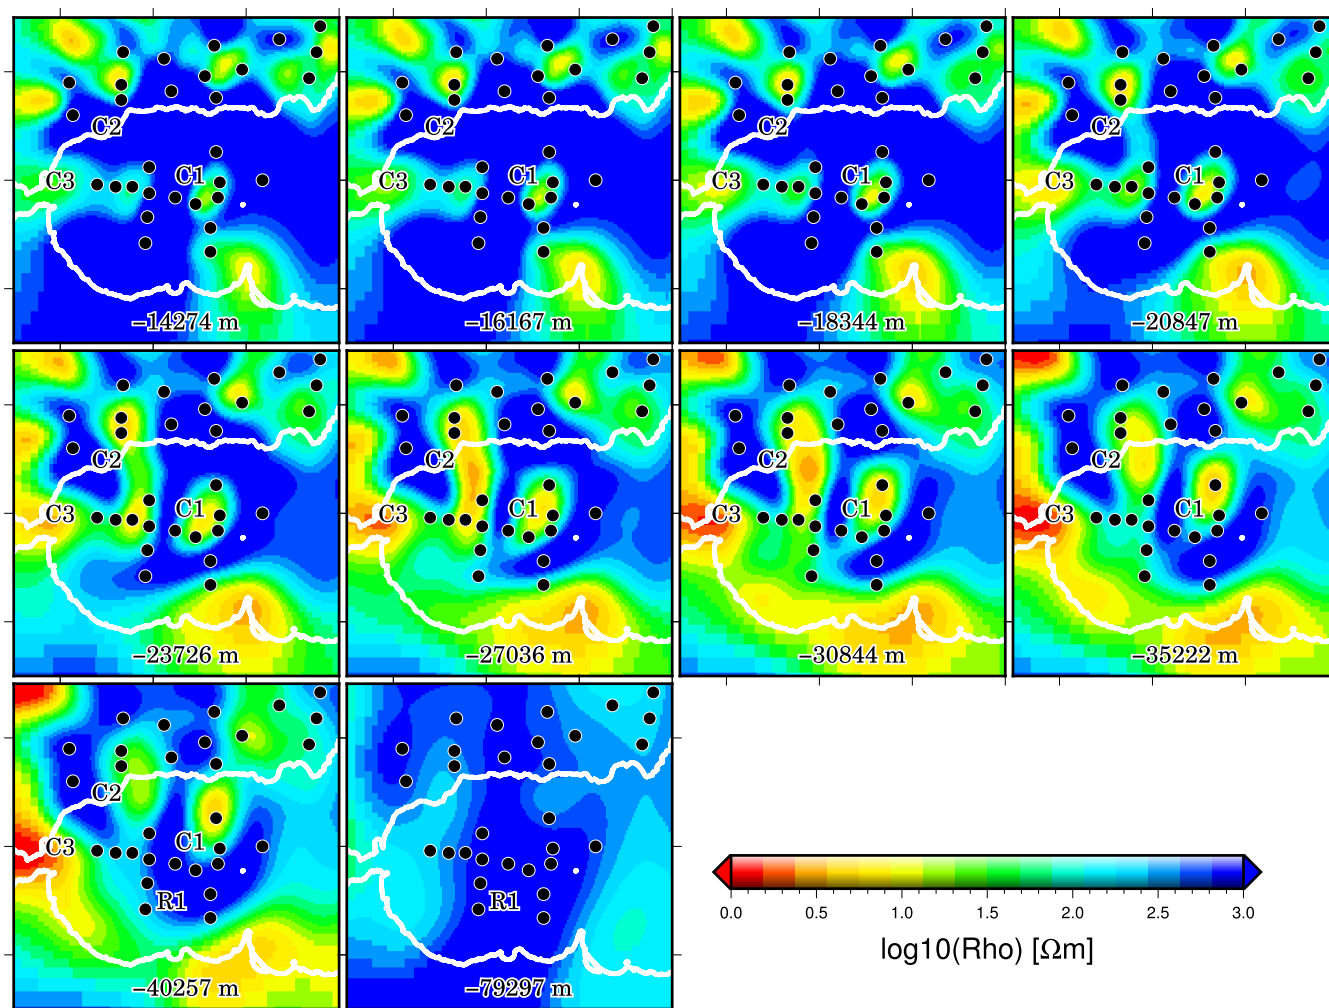 C2
C3
C1
−14274 m
C2
C3
C1
−16167 m
C2
C3
C1
−18344 m
C2
C3
C1
−20847 m
C2
C3
C1
−23726 m
C2
C3
C1
−27036 m
C2
C3
C1
−30844 m
C2
C3
C1
−35222 m
C2
C3
C1
R1
−40257 m
R1
−79297 m
0.0 0.5 1.0 1.5 2.0 2.5 3.0
log10(Rho) [Ωm]